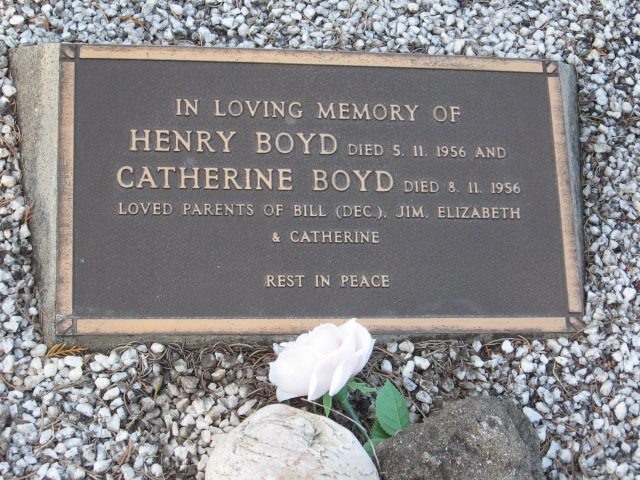 IN LOVING MEMORY OF
HENRY BOYD DIED 5. 11. 1956 AND
CATHERINE BOYD DIED 8. 11. 1956
LOVED PARENTS OF BILL (DEC.), JIM, ELIZABETH
& CATHERINE
REST IN PEACE